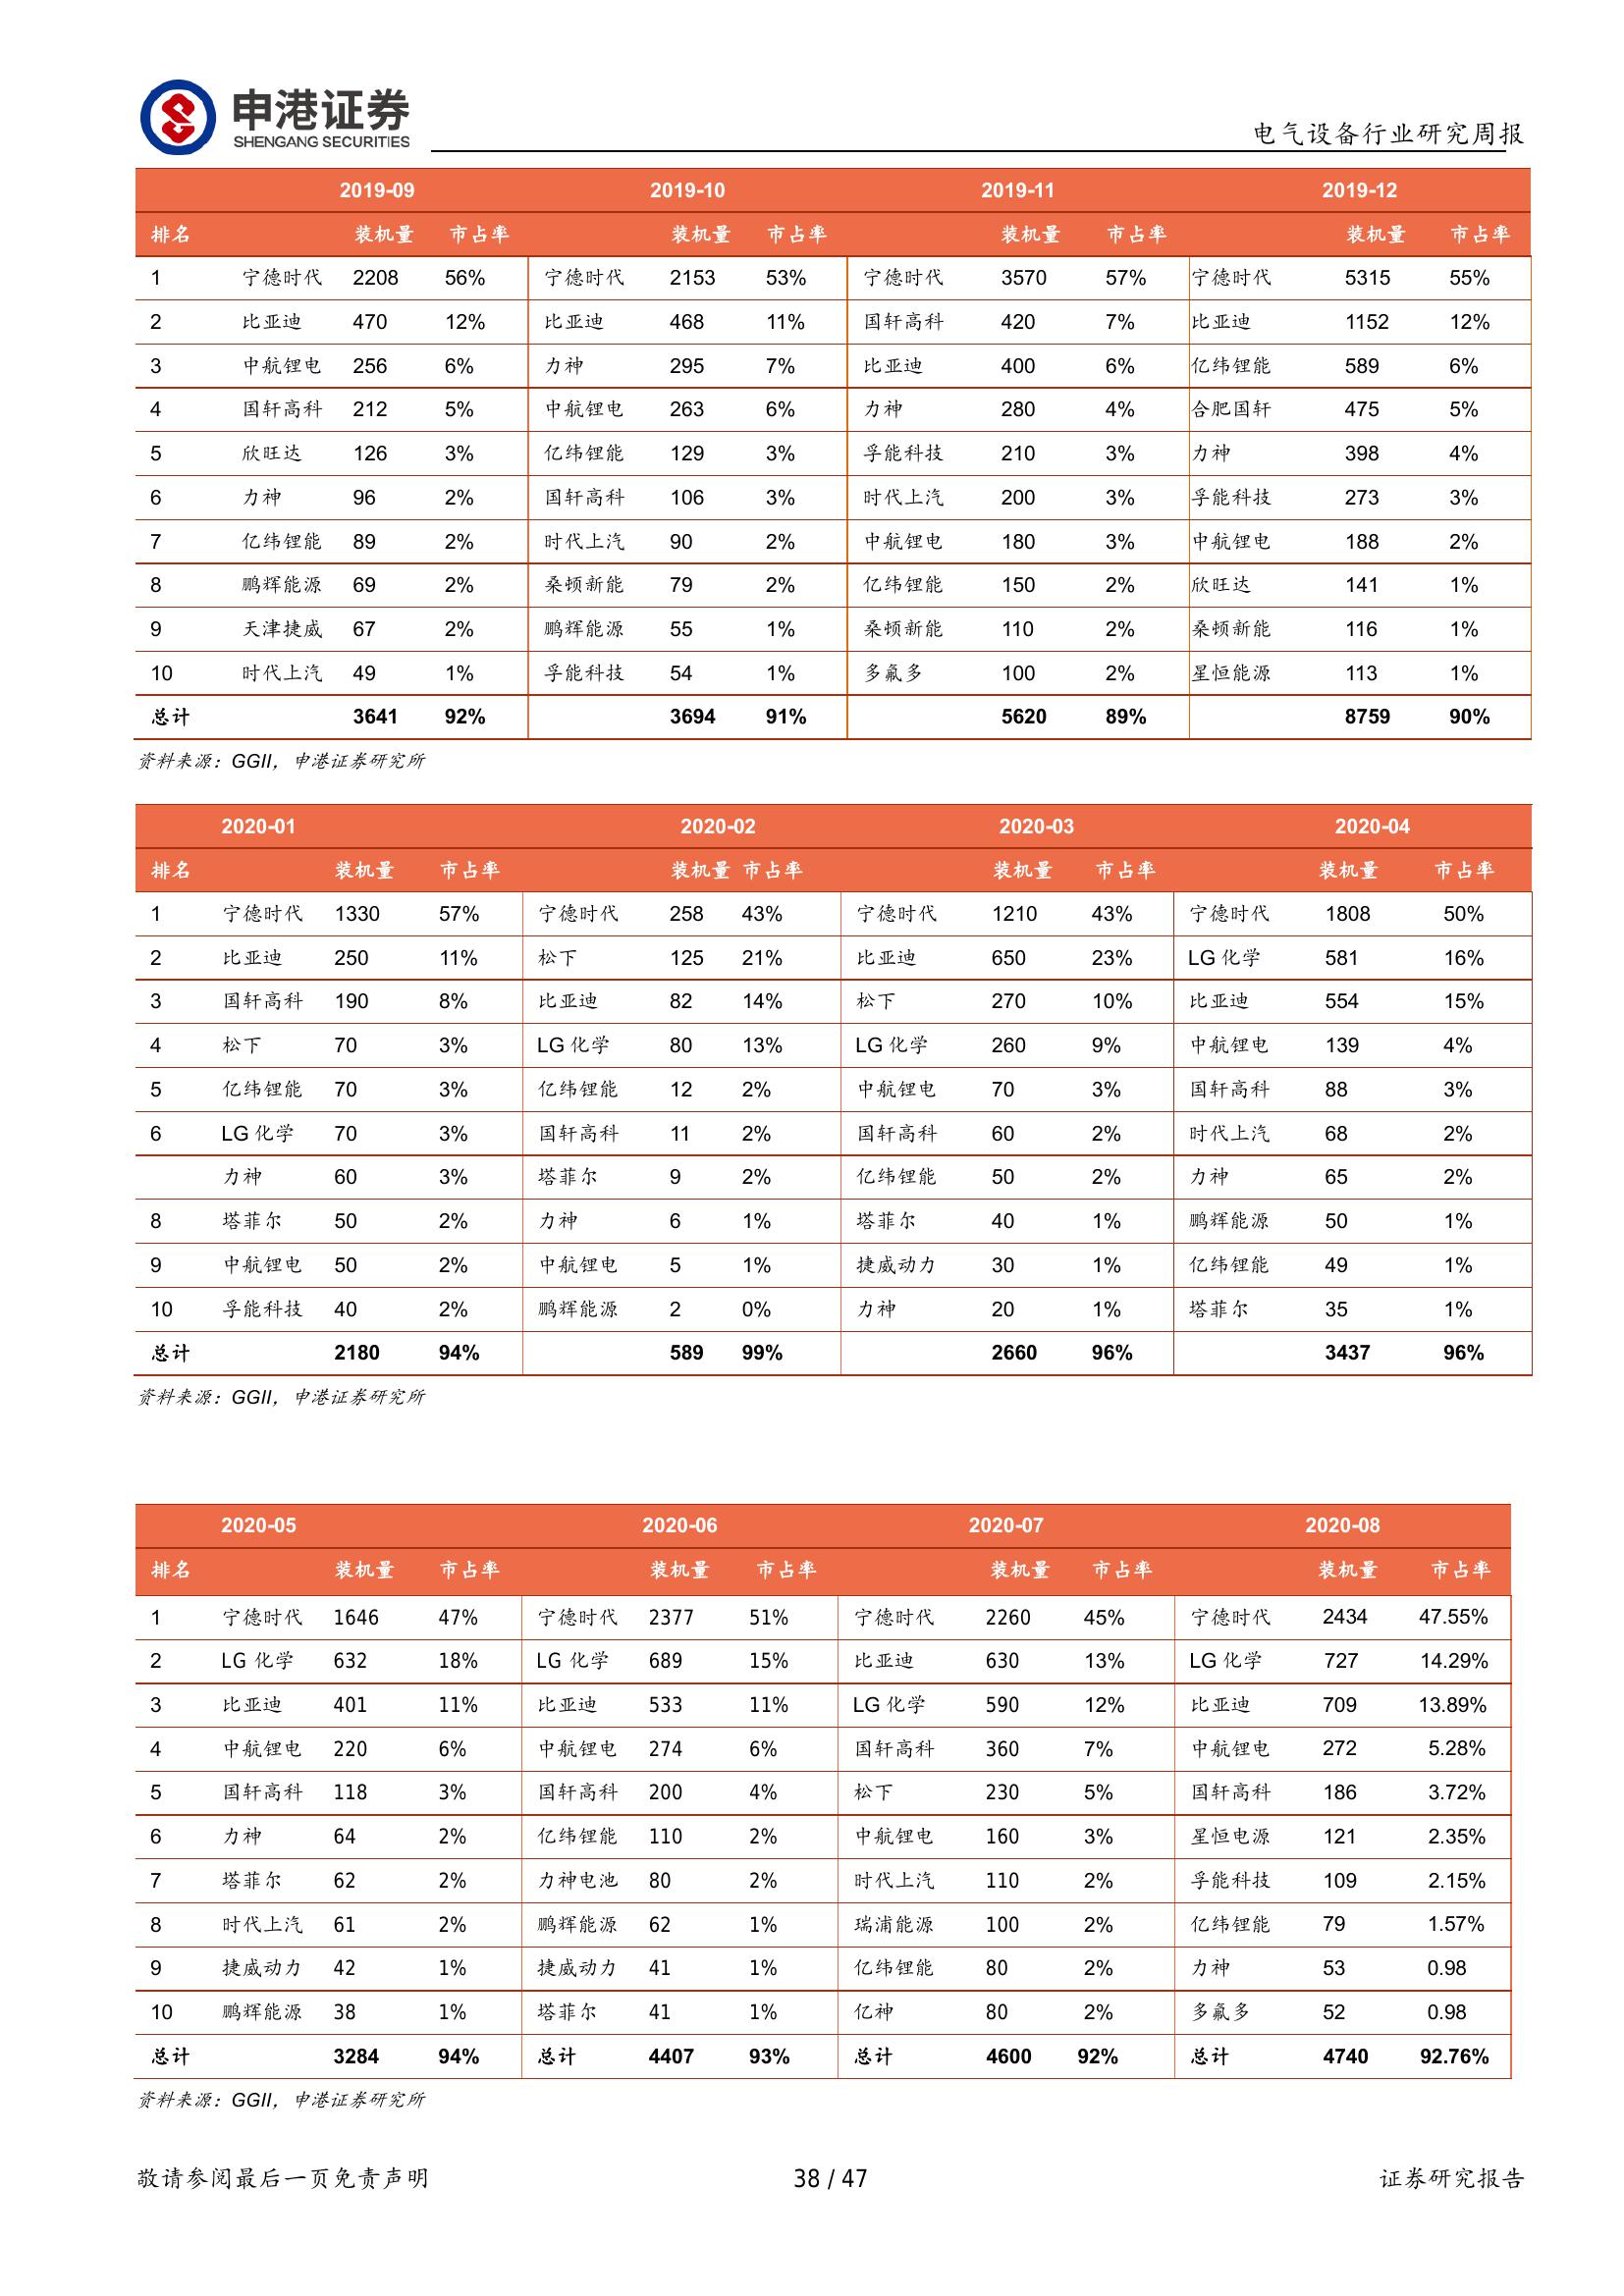 申港证券
SHENGANG SECURITIES
电气设备行业研究周报
2019-09 2019-10 2019-11 2019-12
排名 装机量 市占率 装机量 市占率 装机量 市占率 装机量 市占率
1 宁德时代 2208 56% 宁德时代 2153 53% 宁德时代 3570 57% 宁德时代 5315 55%
2 比亚迪 470 12% 比亚迪 468 11% 国轩高科 420 7% 比亚迪 1152 12%
3 中航锂电 256 6% 力神 295 7% 比亚迪 400 6% 亿纬锂能 589 6%
4 国轩高科 212 5% 中航锂电 263 6% 力神 280 4% 合肥国轩 475 5%
5 欣旺达 126 3% 亿纬锂能 129 3% 孚能科技 210 3% 力神 398 4%
6 力神 96 2% 国轩高科 106 3% 时代上汽 200 3% 孚能科技 273 3%
7 亿纬锂能 89 2% 时代上汽 90 2% 中航锂电 180 3% 中航锂电 188 2%
8 鹏辉能源 69 2% 桑顿新能 79 2% 亿纬锂能 150 2% 欣旺达 141 1%
9 天津捷威 67 2% 鹏辉能源 55 1% 桑顿新能 110 2% 桑顿新能 116 1%
10 时代上汽 49 1% 孚能科技 54 1% 多氟多 100 2% 星恒能源 113 1%
总计 3641 92% 3694 91% 5620 89% 8759 90%
资料来源：GGII，申港证券研究所
2020-01 2020-02 2020-03 2020-04
排名 装机量 市占率 装机量 市占率 装机量 市占率 装机量 市占率
1 宁德时代 1330 57% 宁德时代 258 43% 宁德时代 1210 43% 宁德时代 1808 50%
2 比亚迪 250 11% 松下 125 21% 比亚迪 650 23% LG 化学 581 16%
3 国轩高科 190 8% 比亚迪 82 14% 松下 270 10% 比亚迪 554 15%
4 松下 70 3% LG 化学 80 13% LG 化学 260 9% 中航锂电 139 4%
5 亿纬锂能 70 3% 亿纬锂能 12 2% 中航锂电 70 3% 国轩高科 88 3%
6 LG 化学 70 3% 国轩高科 11 2% 国轩高科 60 2% 时代上汽 68 2%
力神 60 3% 塔菲尔 9 2% 亿纬锂能 50 2% 力神 65 2%
8 塔菲尔 50 2% 力神 6 1% 塔菲尔 40 1% 鹏辉能源 50 1%
9 中航锂电 50 2% 中航锂电 5 1% 捷威动力 30 1% 亿纬锂能 49 1%
10 孚能科技 40 2% 鹏辉能源 2 0% 力神 20 1% 塔菲尔 35 1%
总计 2180 94% 589 99% 2660 96% 3437 96%
资料来源：GGII，申港证券研究所
2020-05 2020-06 2020-07 2020-08
排名 装机量 市占率 装机量 市占率 装机量 市占率 装机量 市占率
1 宁德时代 1646 47% 宁德时代 2377 51% 宁德时代 2260 45% 宁德时代 2434 47.55%
2 LG 化学 632 18% LG 化学 689 15% 比亚迪 630 13% LG 化学 727 14.29%
3 比亚迪 401 11% 比亚迪 533 11% LG 化学 590 12% 比亚迪 709 13.89%
4 中航锂电 220 6% 中航锂电 274 6% 国轩高科 360 7% 中航锂电 272 5.28%
5 国轩高科 118 3% 国轩高科 200 4% 松下 230 5% 国轩高科 186 3.72%
6 力神 64 2% 亿纬锂能 110 2% 中航锂电 160 3% 星恒电源 121 2.35%
7 塔菲尔 62 2% 力神电池 80 2% 时代上汽 110 2% 孚能科技 109 2.15%
8 时代上汽 61 2% 鹏辉能源 62 1% 瑞浦能源 100 2% 亿纬锂能 79 1.57%
9 捷威动力 42 1% 捷威动力 41 1% 亿纬锂能 80 2% 力神 53 0.98
10 鹏辉能源 38 1% 塔菲尔 41 1% 亿神 80 2% 多氟多 52 0.98
总计 3284 94% 总计 4407 93% 总计 4600 92% 总计 4740 92.76%
资料来源：GGII，申港证券研究所
敬请参阅最后一页免责声明 38 / 47 证券研究报告